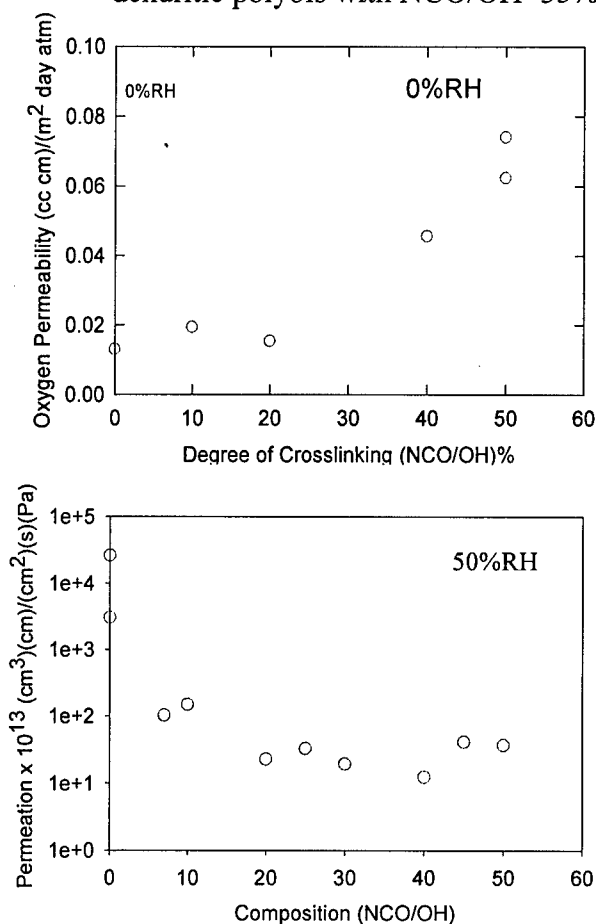 dendritic polyols with NCO/OH 55%
0.10
0%RH
0%RH
0.08
0.06
0.04
0.02
0.00
Oxygen Permeability (cc cm)/(m² day atm)
0 10 20 30 40 50 60
Degree of Crosslinking (NCO/OH)%
1e+5
50%RH
1e+4
1e+3
1e+2
1e+1
1e+0
Permeation x 10¹³ (cm³)(cm)/(cm²)(s)(Pa)
0 10 20 30 40 50 60
Composition (NCO/OH)